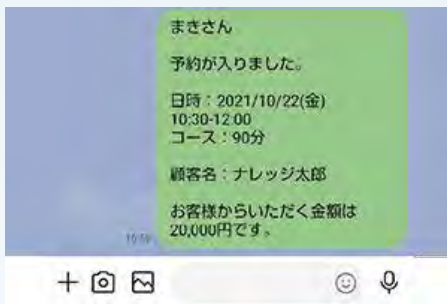 まきさん
予約が入りました。
日時：2021/10/22(金)
10:30-12:00
コース：90分
顧客名：ナレッジ太郎
お客様からいただく金額は
20,000円です。